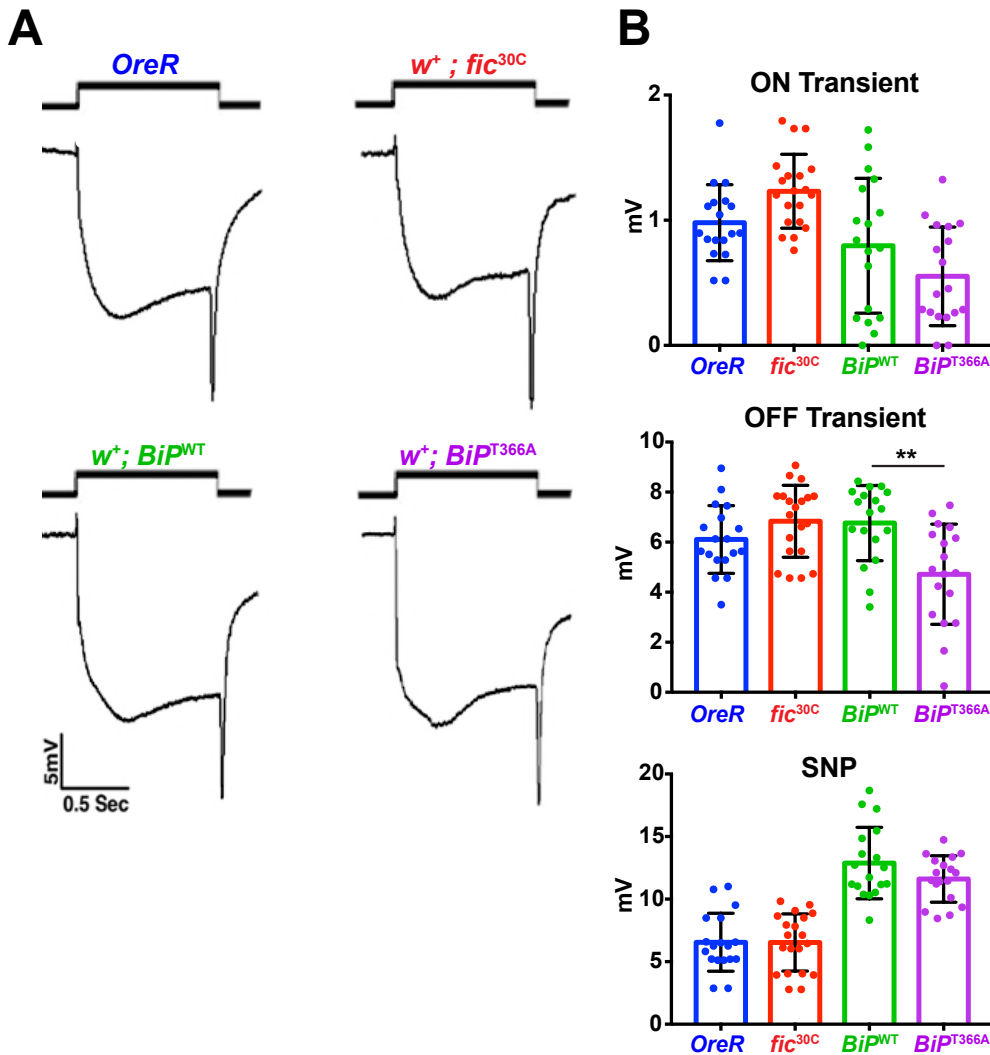 A
OreR
w⁺ ; fic³⁰ᶜ
w⁺; BiPᵂᵀ
w⁺; BiPᵀ³⁶⁶ᴬ
5mV
0.5 Sec
B
ON Transient
2
1
0
mV
OreR fic³⁰ᶜ BiPᵂᵀ BiPᵀ³⁶⁶ᴬ
OFF Transient
**
10
8
6
4
2
0
mV
OreR fic³⁰ᶜ BiPᵂᵀ BiPᵀ³⁶⁶ᴬ
SNP
20
15
10
5
0
mV
OreR fic³⁰ᶜ BiPᵂᵀ BiPᵀ³⁶⁶ᴬ